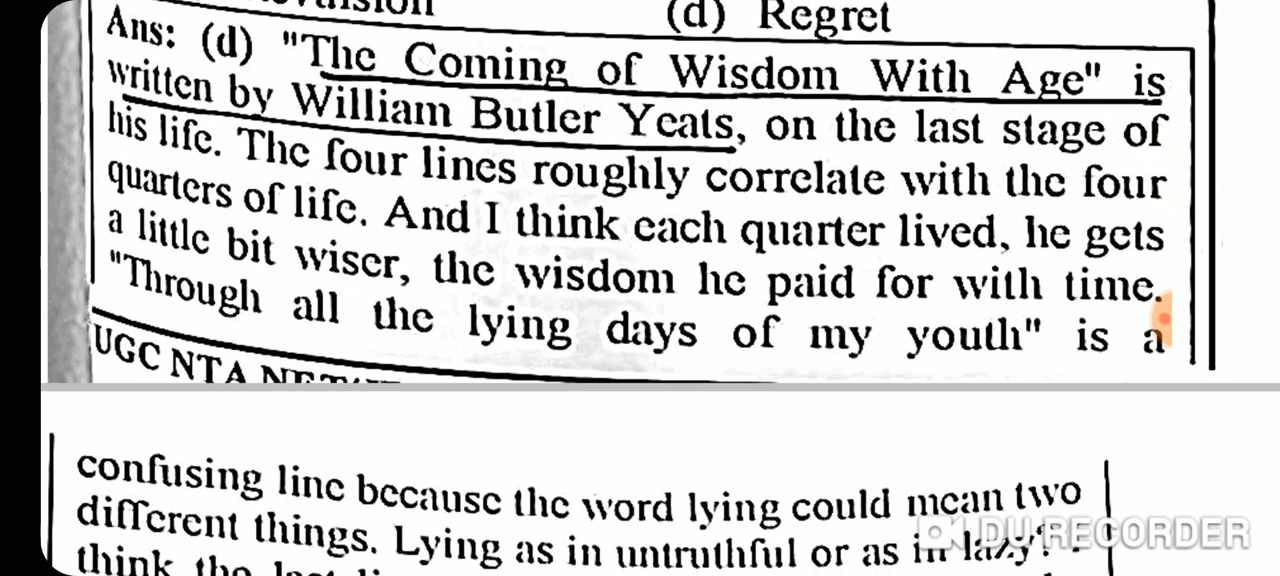 (d) Regret
Ans: (d) "The Coming of Wisdom With Age" is
written by William Butler Yeats, on the last stage of
his life. The four lines roughly correlate with the four
quarters of life. And I think each quarter lived, he gets
a little bit wiser, the wisdom he paid for with time.
"Through all the lying days of my youth" is a
UGC NTA
confusing line because the word lying could mean two
different things. Lying as in untruthful or as in lazy?
DU RECORDER
think the